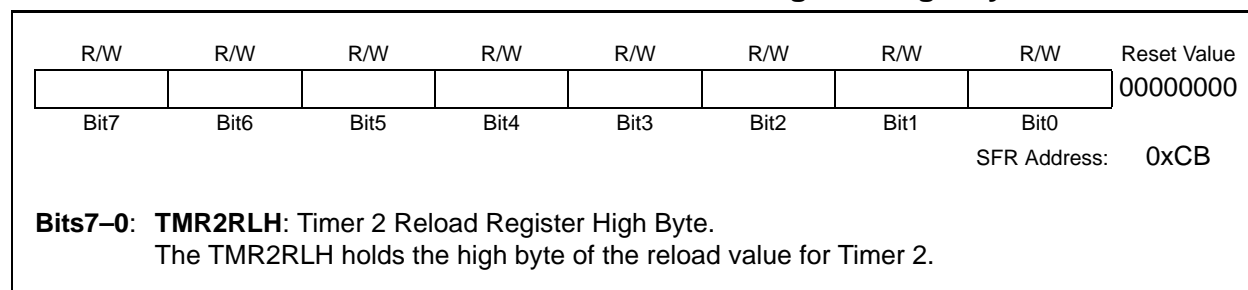 R/W R/W R/W R/W R/W R/W R/W R/W Reset Value
00000000
Bit7 Bit6 Bit5 Bit4 Bit3 Bit2 Bit1 Bit0
SFR Address: 0xCB
Bits7–0: TMR2RLH: Timer 2 Reload Register High Byte.
The TMR2RLH holds the high byte of the reload value for Timer 2.